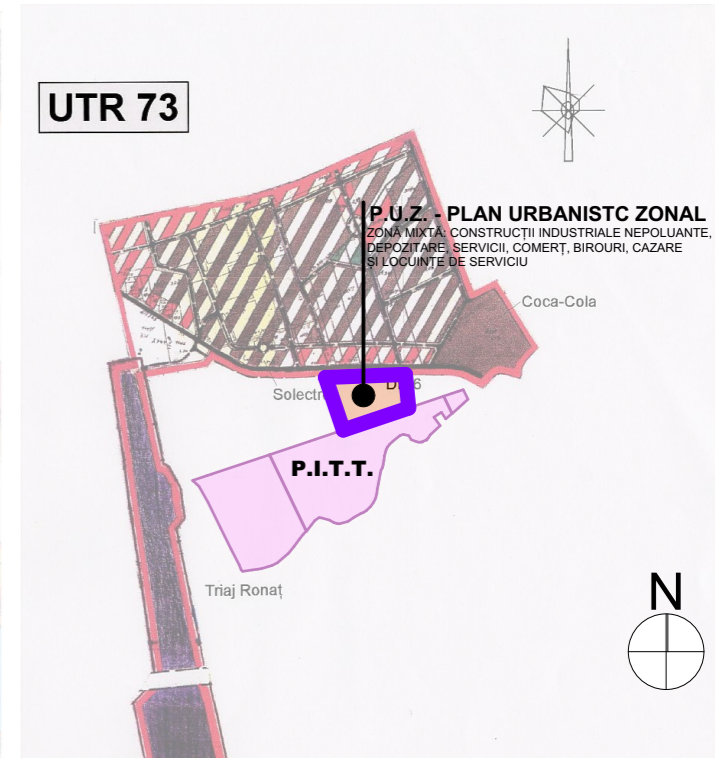 UTR 73
P.U.Z. - PLAN URBANISTC ZONAL
ZONĂ MIXTĂ: CONSTRUCȚII INDUSTRIALE NEPOLUANTE,
DEPOZITARE, SERVICII, COMERȚ, BIROURI, CAZARE
ȘI LOCUINȚE DE SERVICIU
Coca-Cola
Solectr
P.I.T.T.
Triaj Ronaț
N